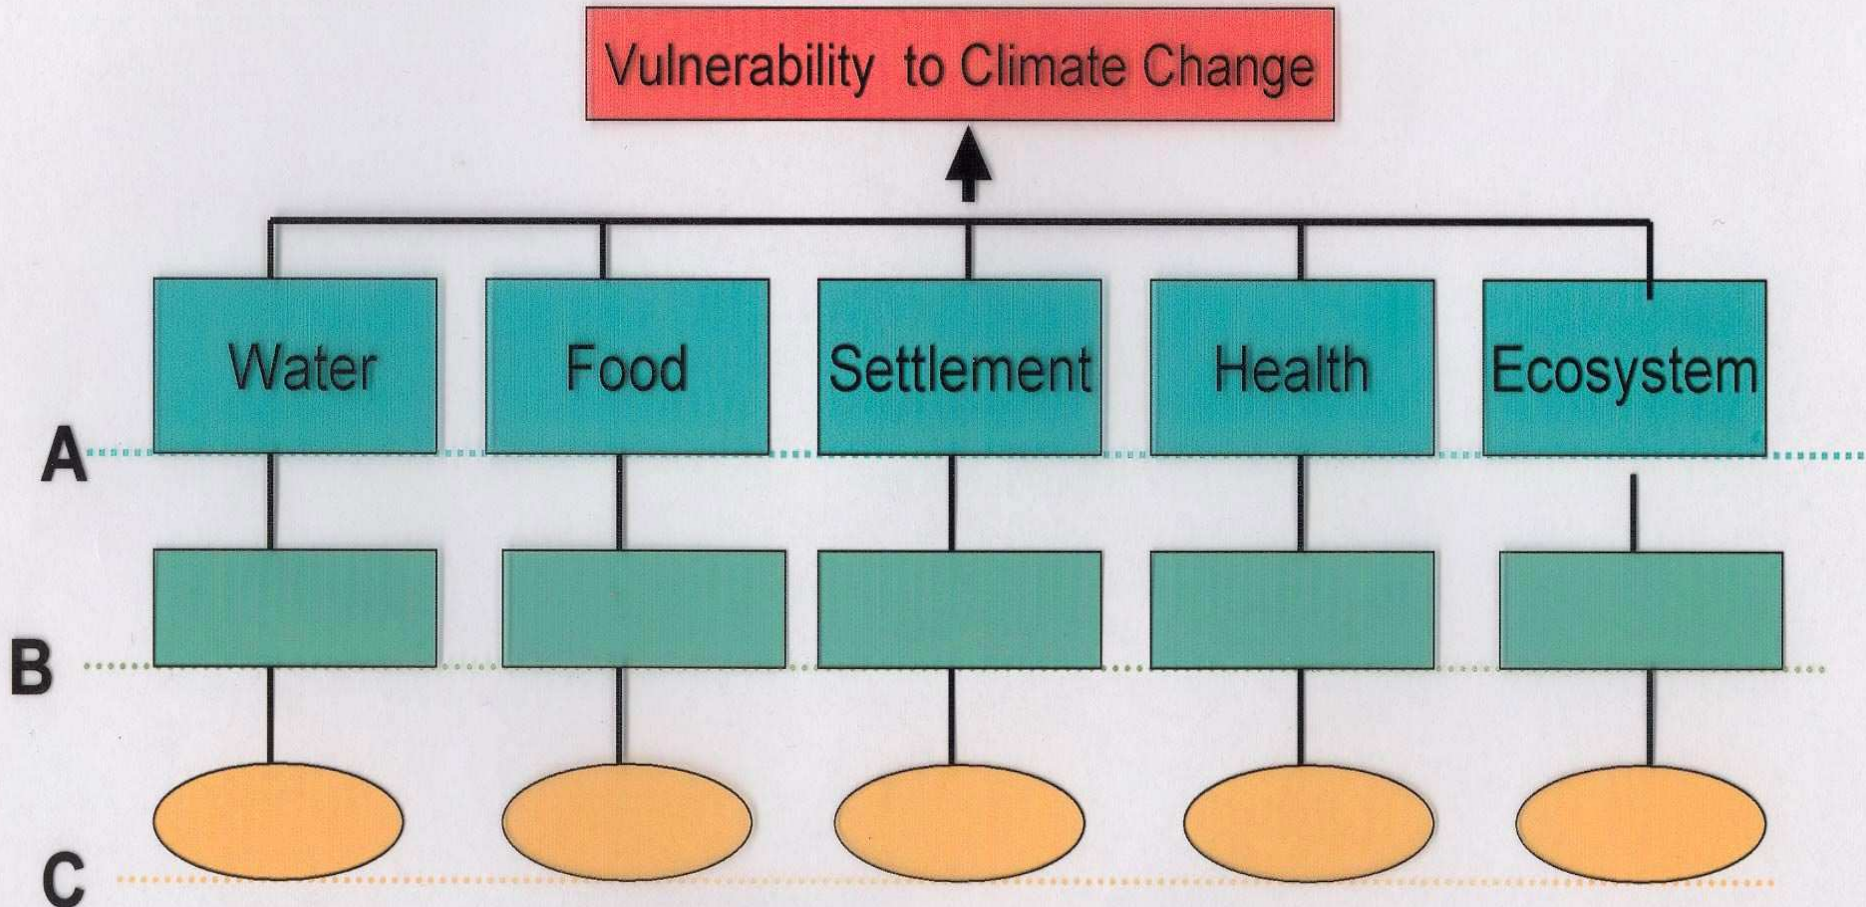 Vulnerability to Climate Change
Water Food Settlement Health Ecosystem
A
B
C